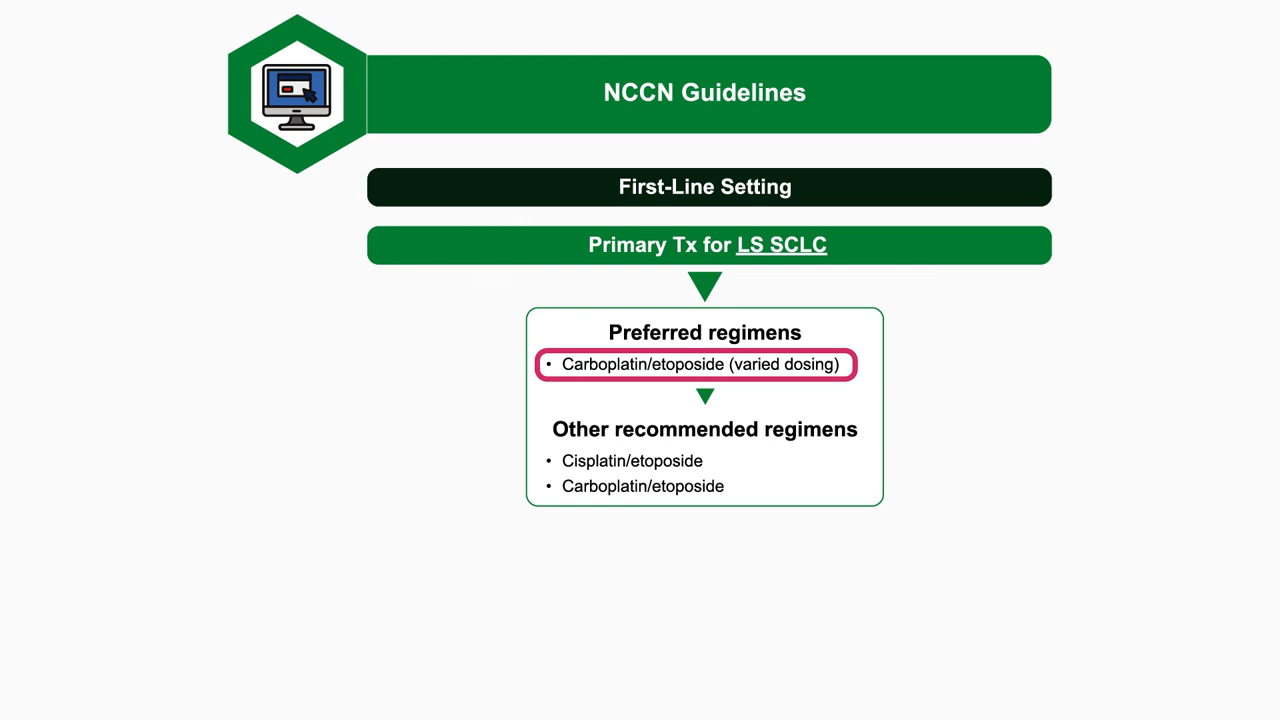 NCCN Guidelines
First-Line Setting
Primary Tx for LS SCLC
Preferred regimens
• Carboplatin/etoposide (varied dosing)
Other recommended regimens
• Cisplatin/etoposide
• Carboplatin/etoposide